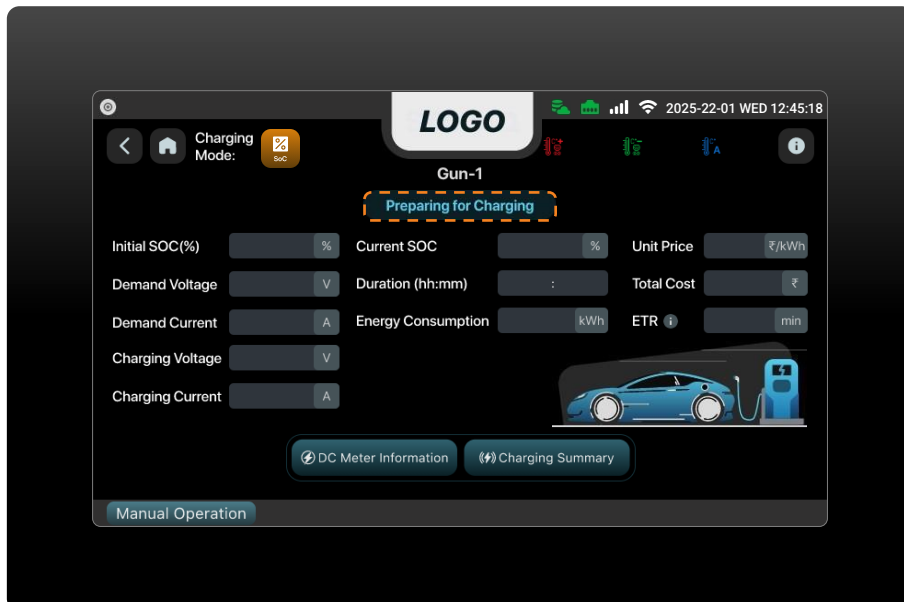 LOGO
2025-22-01 WED 12:45:18
Charging
Mode:
SoC
A
Gun-1
Preparing for Charging
Initial SOC(%) %
Current SOC %
Unit Price ₹/kWh
Demand Voltage V
Duration (hh:mm) :
Total Cost ₹
Demand Current A
Energy Consumption kWh
ETR min
Charging Voltage V
Charging Current A
DC Meter Information
Charging Summary
Manual Operation